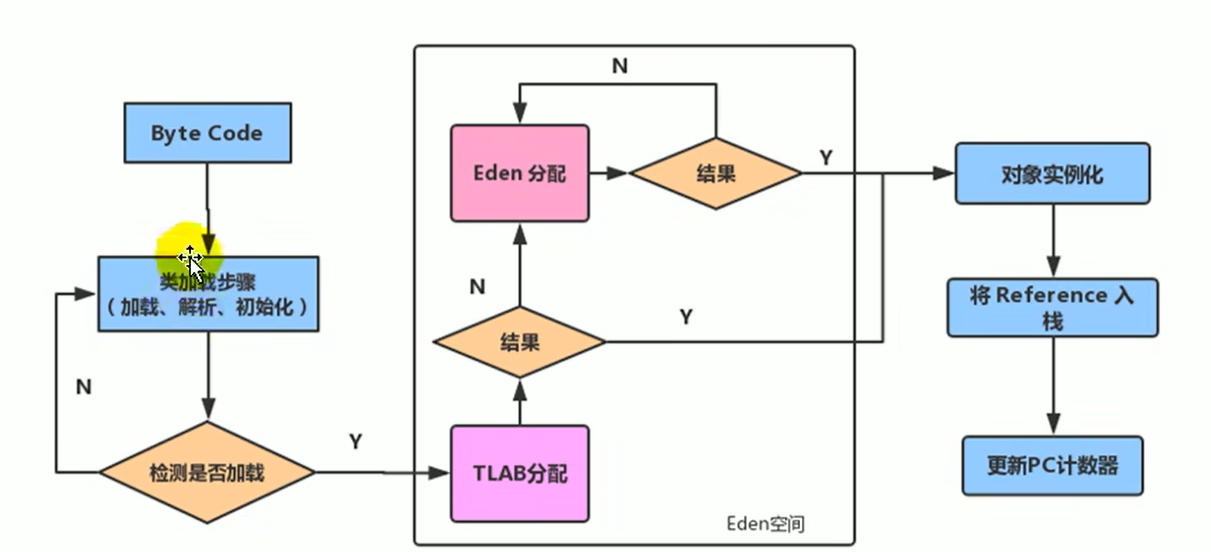 Byte Code
类加载步骤
（加载、解析、初始化）
N
检测是否加载
Y
N
Eden 分配
结果
Y
N
结果
Y
TLAB分配
Eden空间
对象实例化
将 Reference 入
栈
更新PC计数器